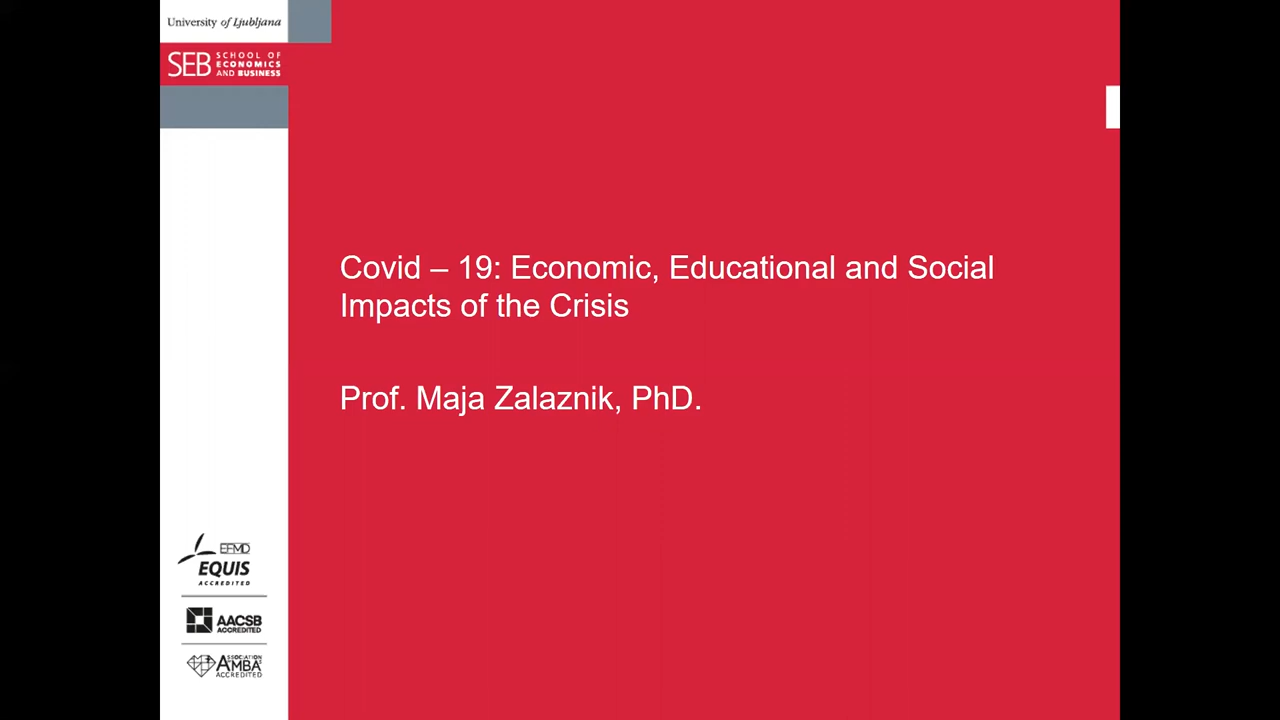 University of Ljubljana
SEB SCHOOL OF
ECONOMICS
AND BUSINESS
Covid – 19: Economic, Educational and Social
Impacts of the Crisis
Prof. Maja Zalaznik, PhD.
EFMD
EQUIS
ACCREDITED
AACSB
ACCREDITED
ASSOCIATION
AMBA'S
ACCREDITED